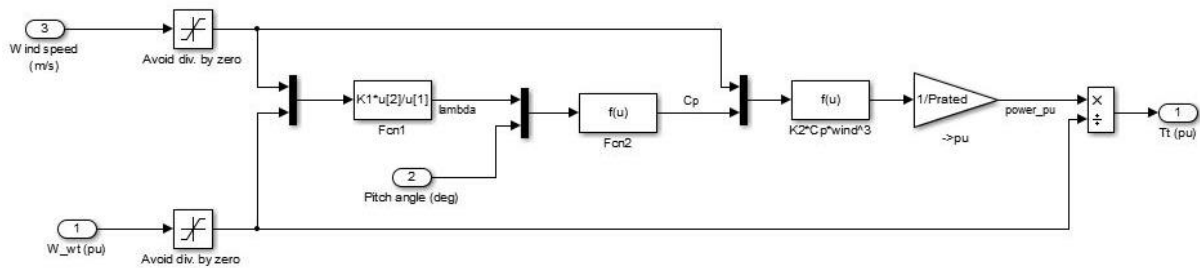 3
Wind speed
(m/s)
Avoid div. by zero
K1*u[2]/u[1]
lambda
Fcn1
2
Pitch angle (deg)
f(u)
Fcn2
Cp
f(u)
K2*Cp*wind^3
1/Prated
->pu
power_pu
×
÷
1
Tt (pu)
1
W_wt (pu)
Avoid div. by zero